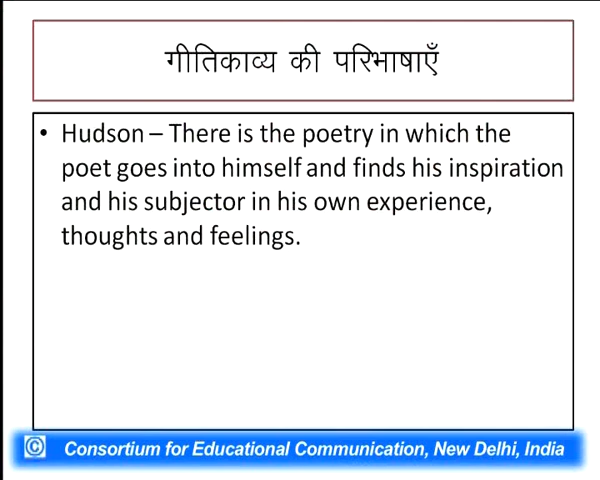 गीतिकाव्य की परिभाषाएँ
• Hudson – There is the poetry in which the
poet goes into himself and finds his inspiration
and his subjector in his own experience,
thoughts and feelings.
© Consortium for Educational Communication, New Delhi, India